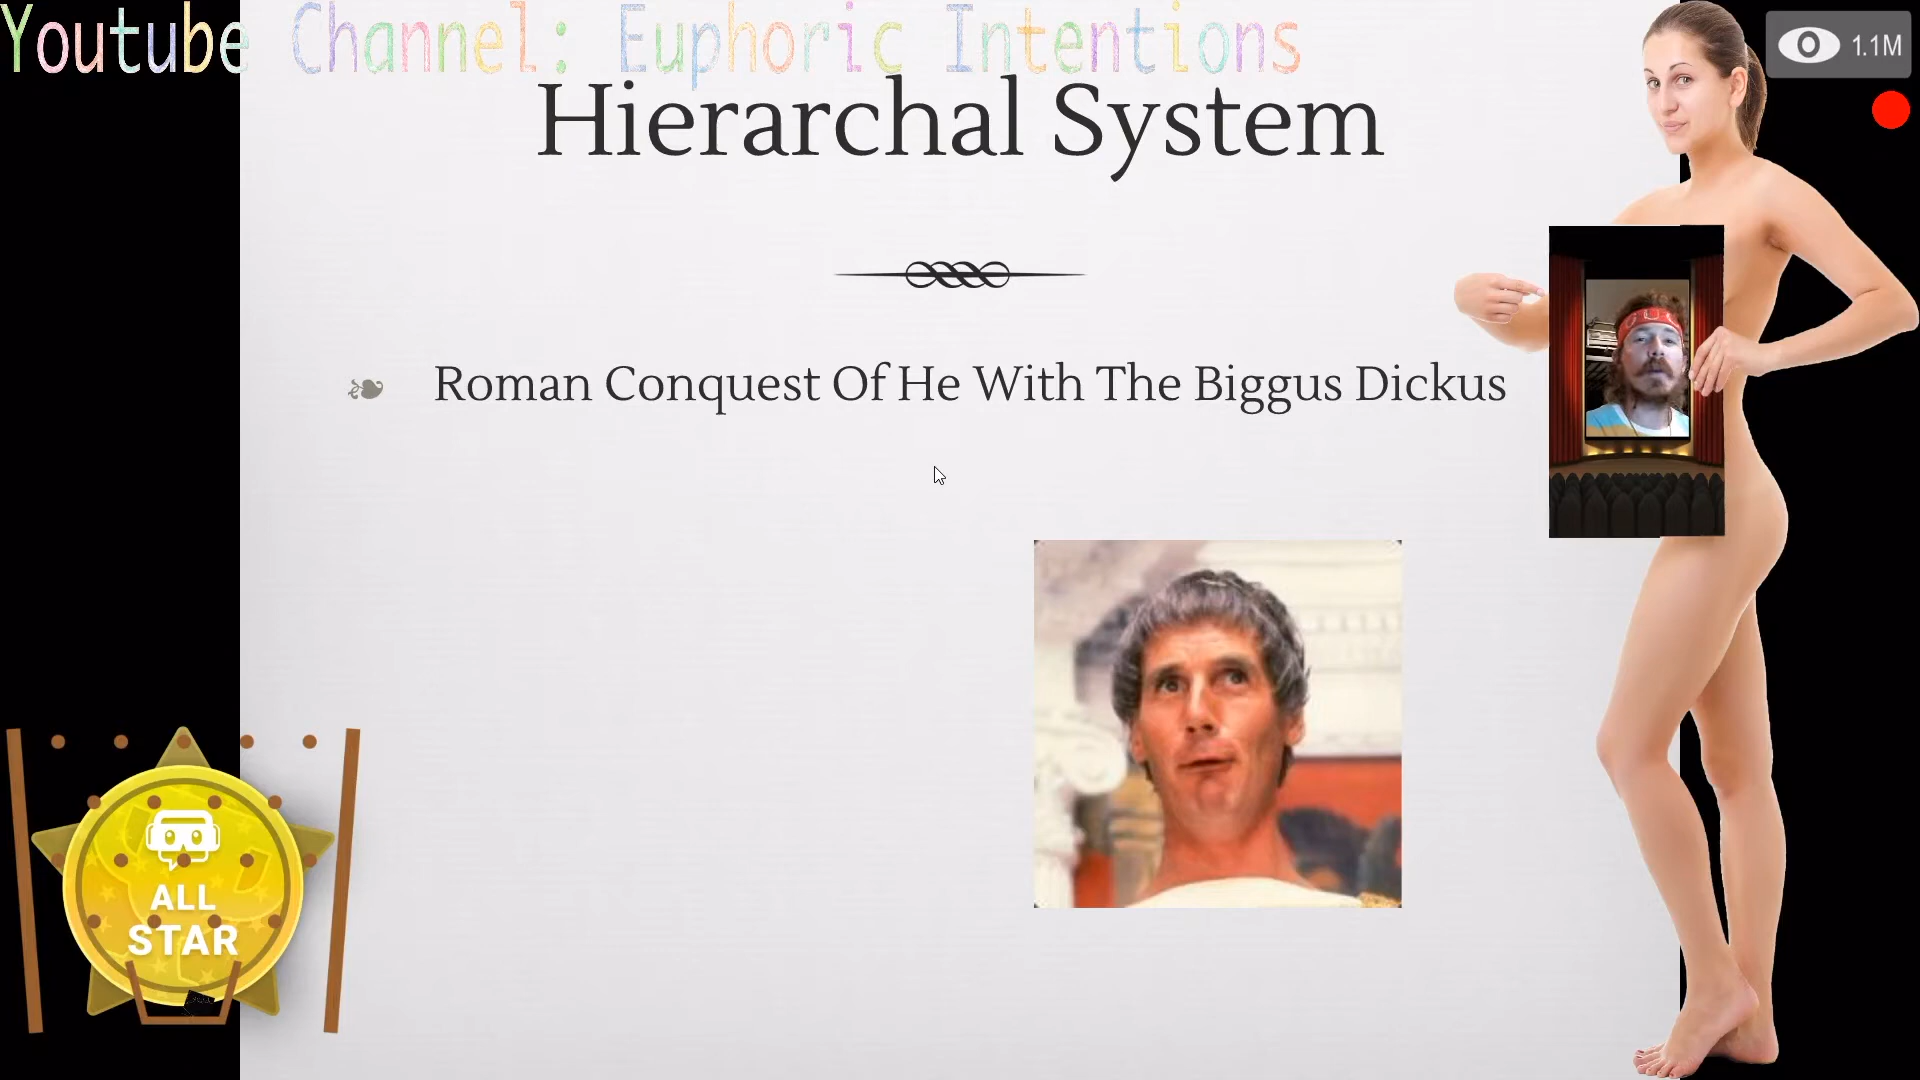 Youtube Channel: Euphoric Intentions
1.1M
Hierarchal System
Roman Conquest Of He With The Biggus Dickus
ALL
STAR